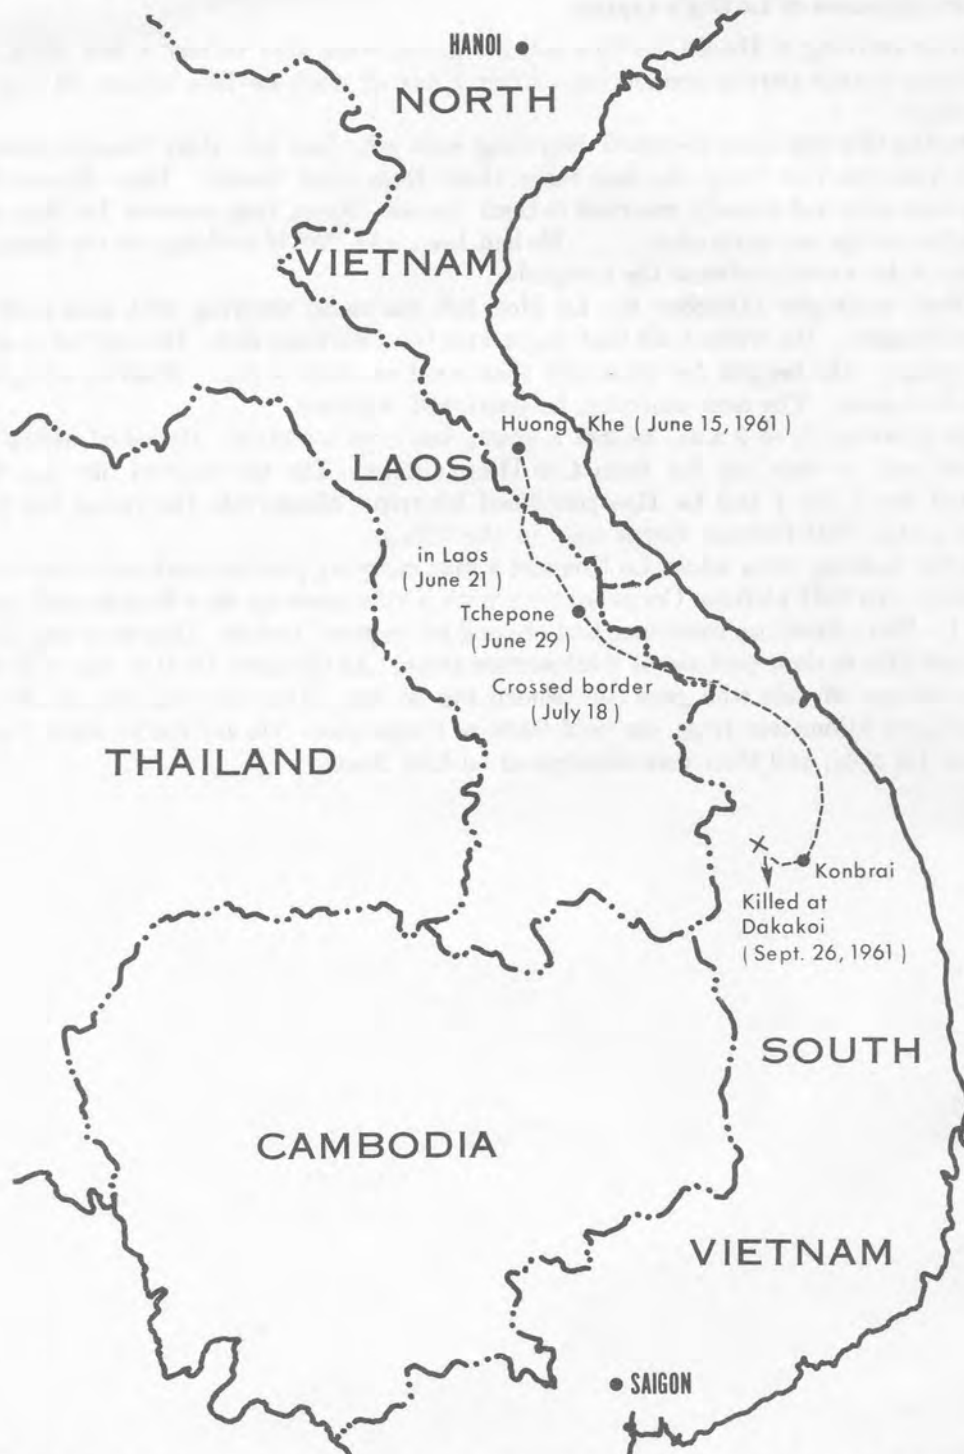 HANOI
NORTH
VIETNAM
Huong Khe ( June 15, 1961 )
LAOS
in Laos
( June 21 )
Tchepone
( June 29 )
Crossed border
( July 18 )
THAILAND
Konbrai
Killed at
Dakakoi
( Sept. 26, 1961 )
SOUTH
CAMBODIA
VIETNAM
SAIGON